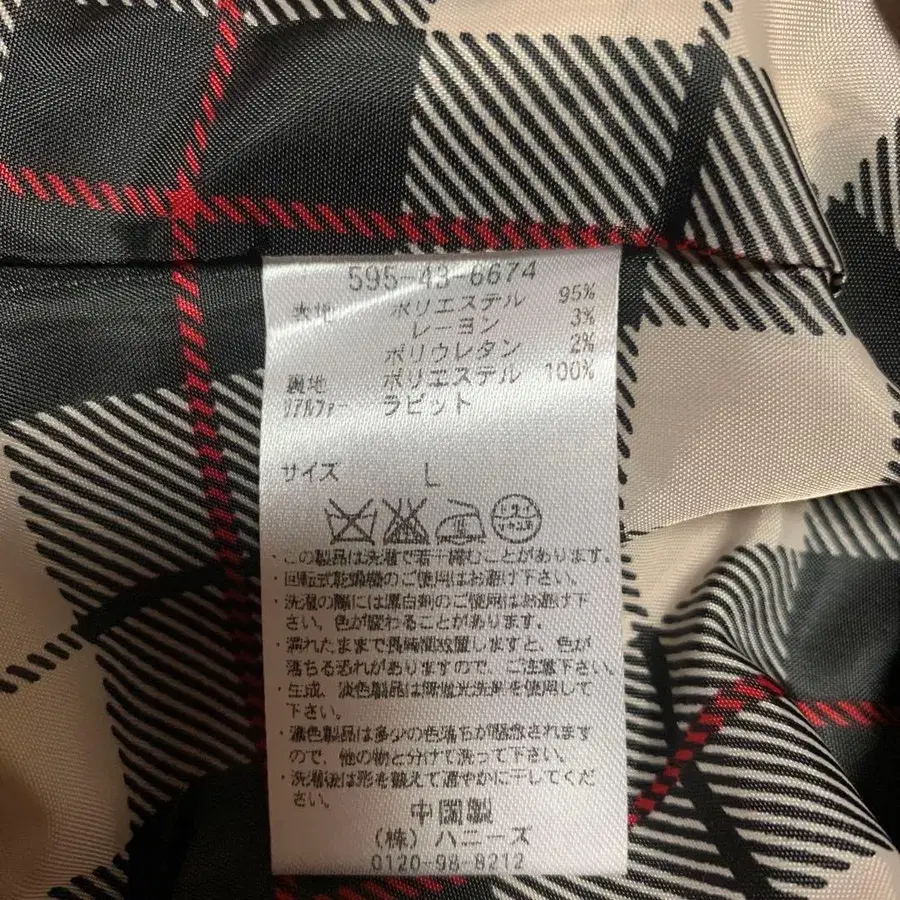 595-43-6674
表地 ポリエステル 95%
レーヨン 3%
ポリウレタン 2%
裏地 ポリエステル 100%
リアルファー ラビット
サイズ L
・この製品は洗濯で若干縮むことがあります。
・回転式乾燥機のご使用はお避け下さい。
・洗濯の際には漂白剤のご使用はお避け下
さい。色が変わることがあります。
・濡れたままで長時間放置しますと、色が
落ちる恐れがありますので、ご注意下さい。
・生成、淡色製品は無蛍光洗剤を使用して
下さい。
・濃色製品は多少の色落ちが懸念されます
ので、他の物と分けて洗って下さい。
・洗濯後は形を整えて速やかに干してくだ
さい。
中国製
(株) ハニーズ
0120-98-8212